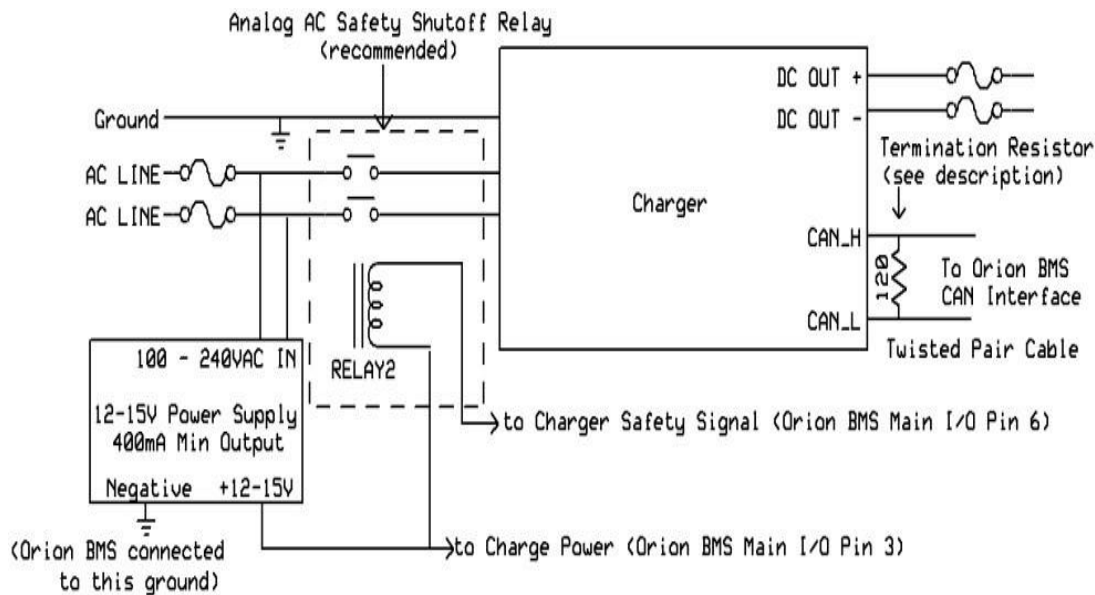 Analog AC Safety Shutoff Relay
(recommended)
Ground
AC LINE
AC LINE
Charger
DC OUT +
DC OUT -
Termination Resistor
(see description)
CAN_H
120
To Orion BMS
CAN Interface
CAN_L
Twisted Pair Cable
RELAY2
100 - 240VAC IN
12-15V Power Supply
400mA Min Output
Negative +12-15V
to Charger Safety Signal (Orion BMS Main I/O Pin 6)
to Charge Power (Orion BMS Main I/O Pin 3)
(Orion BMS connected
to this ground)